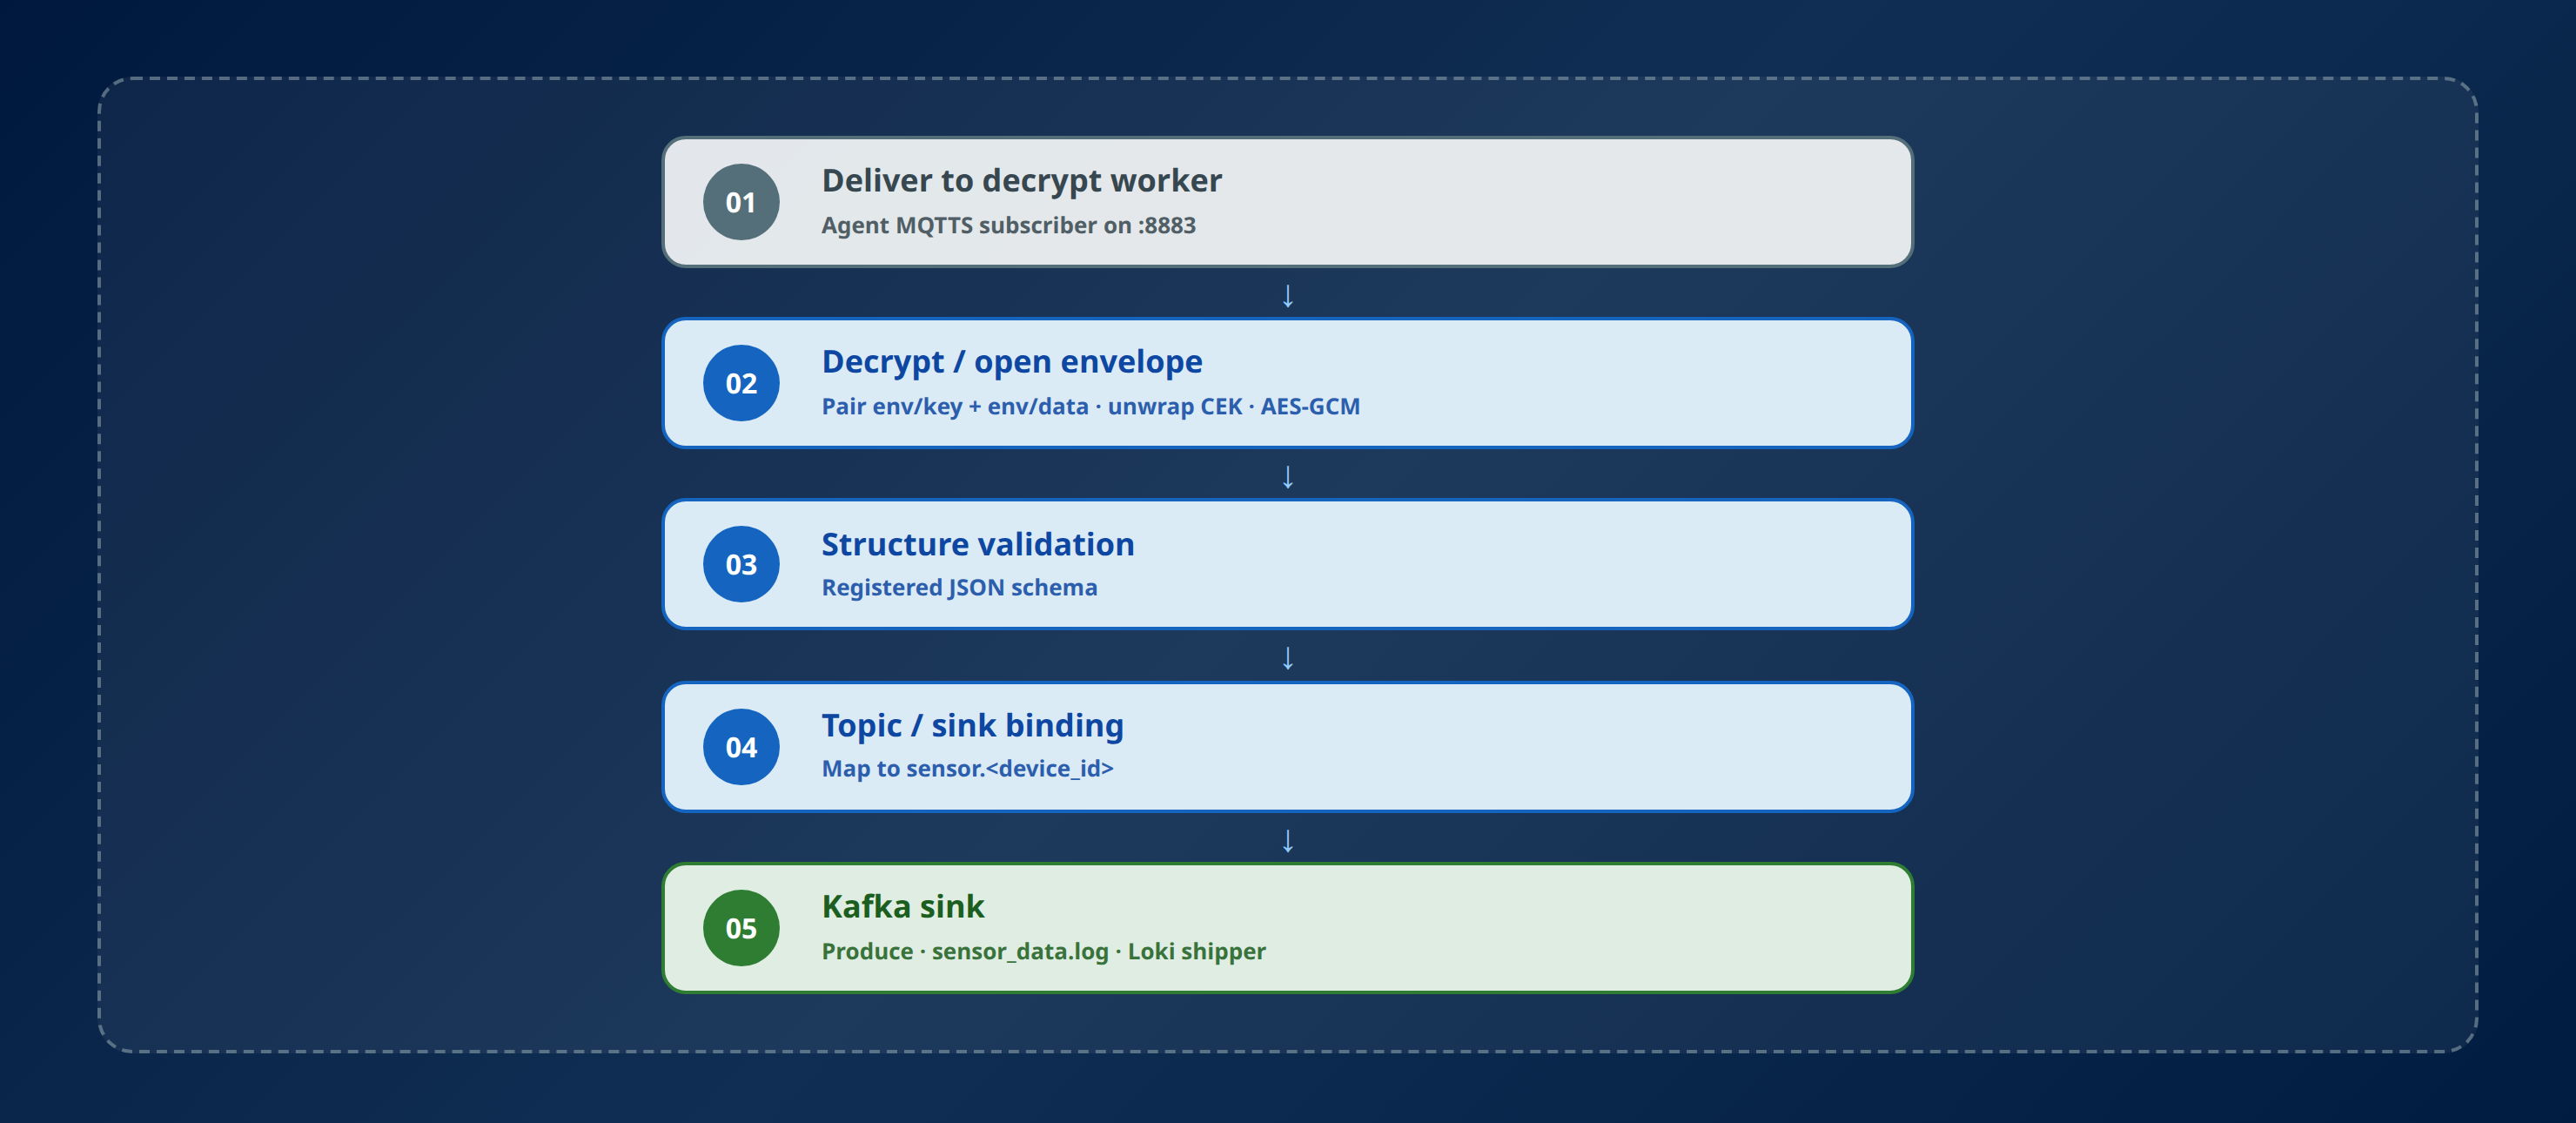 01
Deliver to decrypt worker
Agent MQTTS subscriber on :8883
↓
02
Decrypt / open envelope
Pair env/key + env/data · unwrap CEK · AES-GCM
↓
03
Structure validation
Registered JSON schema
↓
04
Topic / sink binding
Map to sensor.<device_id>
↓
05
Kafka sink
Produce · sensor_data.log · Loki shipper